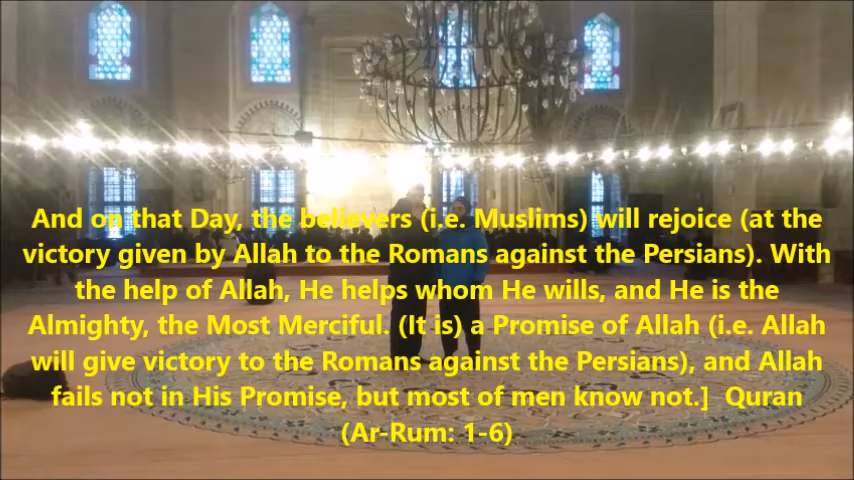 And on that Day, the believers (i.e. Muslims) will rejoice (at the
victory given by Allah to the Romans against the Persians). With
the help of Allah, He helps whom He wills, and He is the
Almighty, the Most Merciful. (It is) a Promise of Allah (i.e. Allah
will give victory to the Romans against the Persians), and Allah
fails not in His Promise, but most of men know not.] Quran
(Ar-Rum: 1-6)